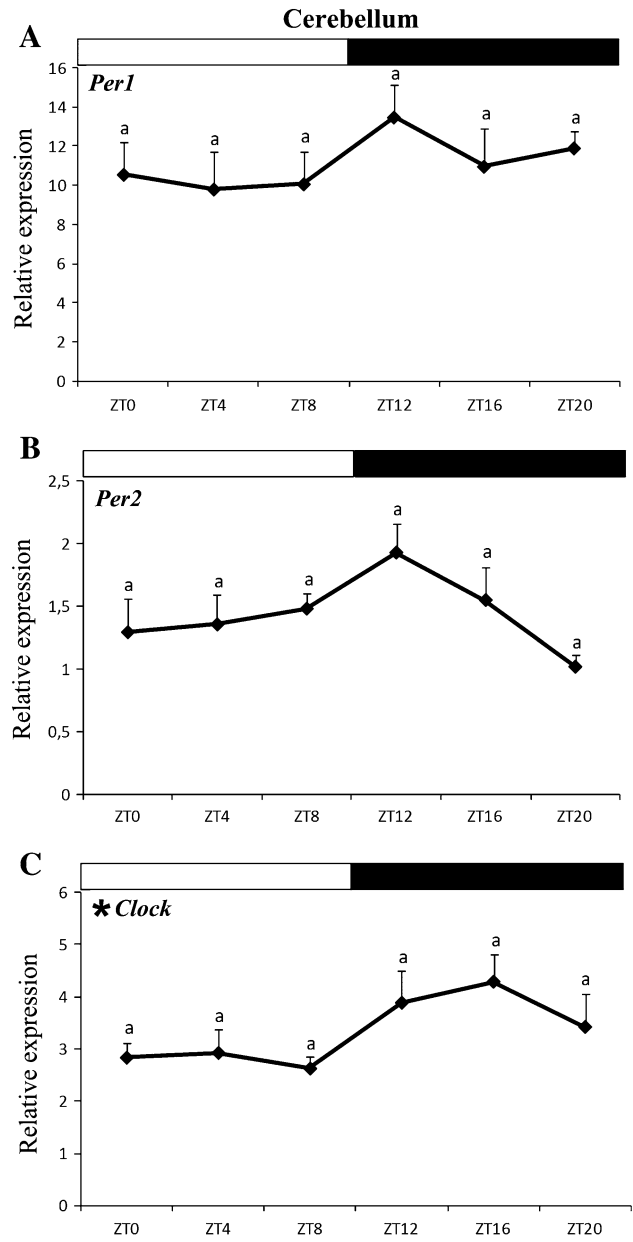 Cerebellum
A
Per1
Relative expression
16
14
12
10
8
6
4
2
0
a a a a a a
ZT0 ZT4 ZT8 ZT12 ZT16 ZT20
B
Per2
Relative expression
2,5
2
1,5
1
0,5
0
a a a a a a
ZT0 ZT4 ZT8 ZT12 ZT16 ZT20
C
* Clock
Relative expression
6
5
4
3
2
1
0
a a a a a a
ZT0 ZT4 ZT8 ZT12 ZT16 ZT20